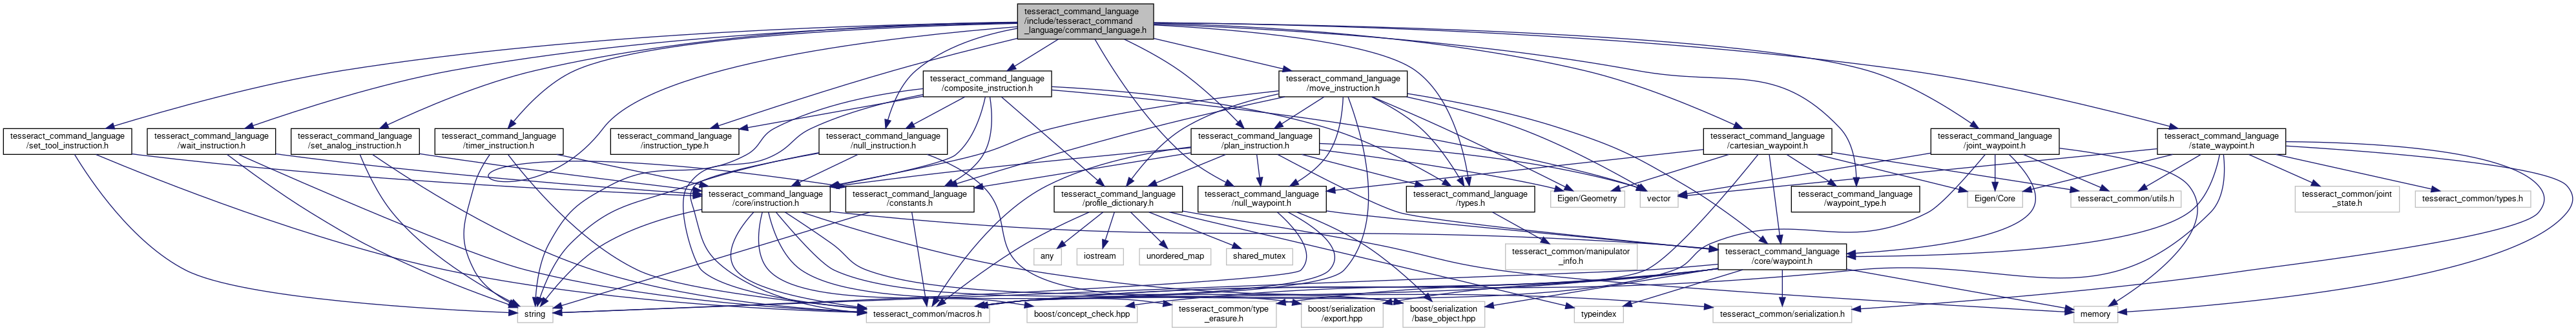 tesseract_command_language
/include/tesseract_command
_language/command_language.h
tesseract_command_language
/composite_instruction.h
tesseract_command_language
/move_instruction.h
tesseract_command_language
/set_tool_instruction.h
tesseract_command_language
/wait_instruction.h
tesseract_command_language
/set_analog_instruction.h
tesseract_command_language
/timer_instruction.h
tesseract_command_language
/instruction_type.h
tesseract_command_language
/null_instruction.h
tesseract_command_language
/plan_instruction.h
tesseract_command_language
/cartesian_waypoint.h
tesseract_command_language
/joint_waypoint.h
tesseract_command_language
/state_waypoint.h
tesseract_command_language
/core/instruction.h
tesseract_command_language
/constants.h
tesseract_command_language
/profile_dictionary.h
tesseract_command_language
/null_waypoint.h
tesseract_command_language
/types.h
Eigen/Geometry
vector
tesseract_command_language
/waypoint_type.h
Eigen/Core
tesseract_common/utils.h
tesseract_common/joint
_state.h
tesseract_common/types.h
any
iostream
unordered_map
shared_mutex
tesseract_common/manipulator
_info.h
tesseract_command_language
/core/waypoint.h
string
tesseract_common/macros.h
boost/concept_check.hpp
tesseract_common/type
_erasure.h
boost/serialization
/export.hpp
boost/serialization
/base_object.hpp
typeindex
tesseract_common/serialization.h
memory